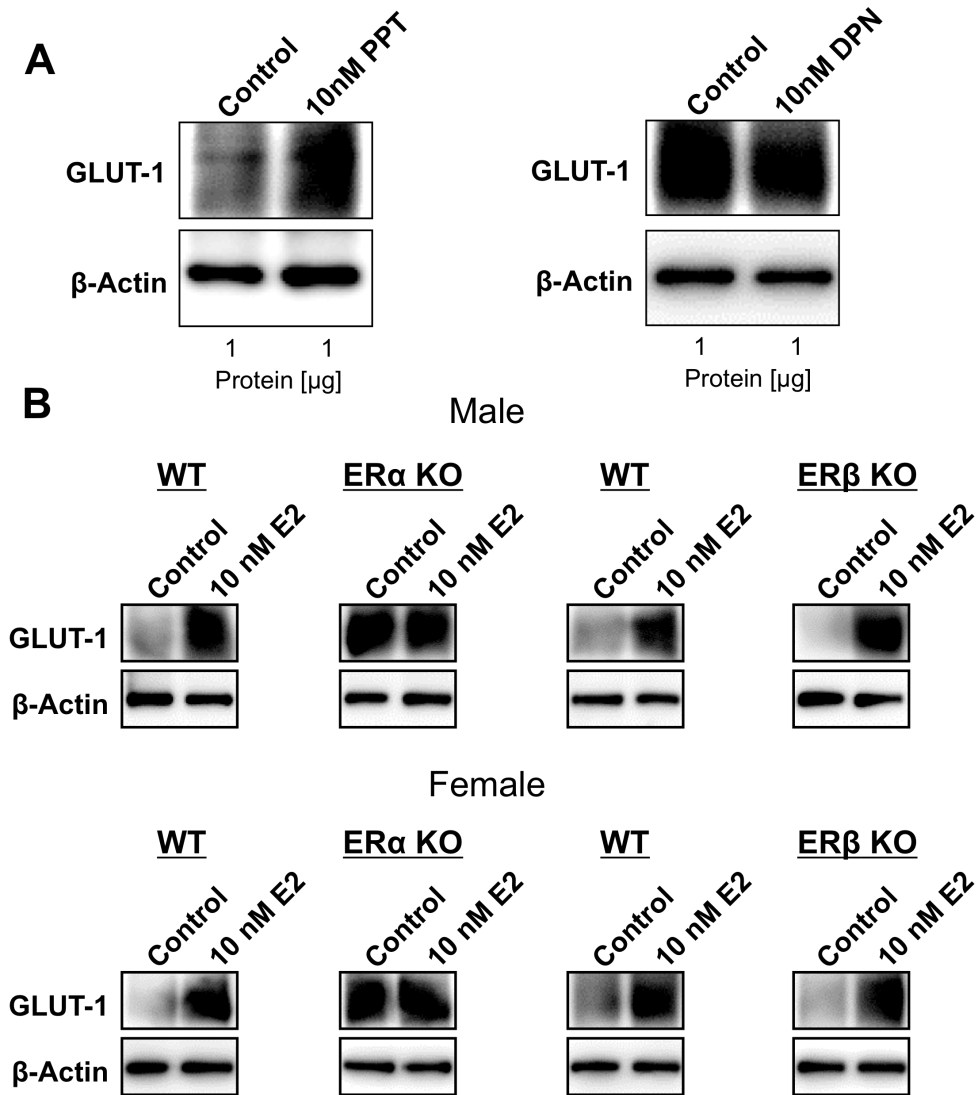 A
Control
10nM PPT
Control
10nM DPN
GLUT-1
GLUT-1
β-Actin
β-Actin
1
1
1
1
Protein [µg]
Protein [µg]
B
Male
WT
ERα KO
WT
ERβ KO
Control
10 nM E2
Control
10 nM E2
Control
10 nM E2
Control
10 nM E2
GLUT-1
β-Actin
Female
WT
ERα KO
WT
ERβ KO
Control
10 nM E2
Control
10 nM E2
Control
10 nM E2
Control
10 nM E2
GLUT-1
β-Actin